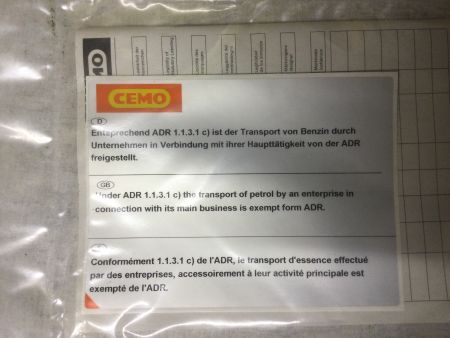 MO
CEMO
D
Entsprechend ADR 1.1.3.1 c) ist der Transport von Benzin durch
Unternehmen in Verbindung mit ihrer Haupttätigkeit von der ADR
freigestellt.
GB
Under ADR 1.1.3.1 c) the transport of petrol by an enterprise in
connection with its main business is exempt form ADR.
Conformément 1.1.3.1 c) de l'ADR, le transport d'essence effectué
par des entreprises, accessoirement à leur activité principale est
exempté de l'ADR.